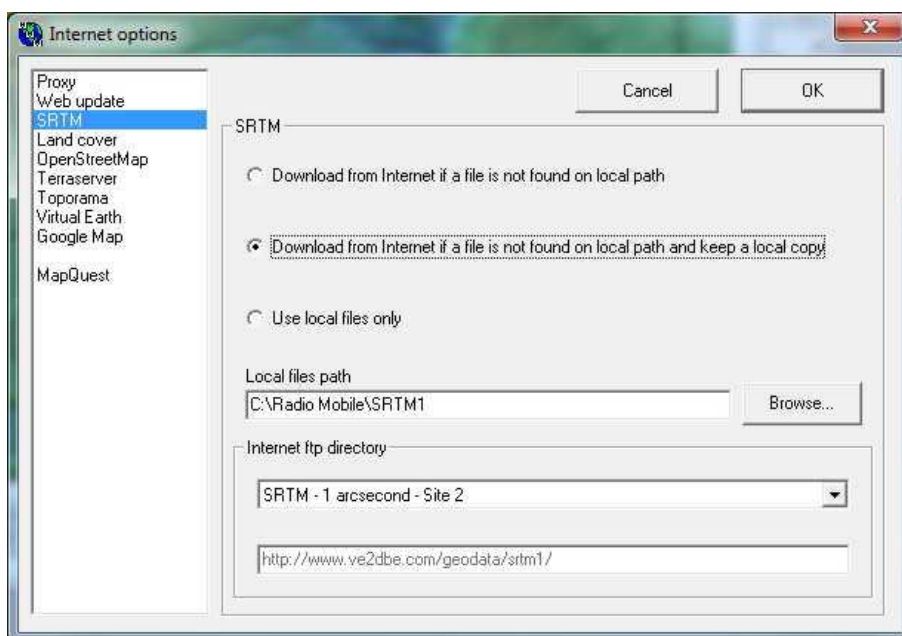 Internet options
Proxy
Web update
SRTM
Land cover
OpenStreetMap
Terraserver
Toporama
Virtual Earth
Google Map
MapQuest
Cancel
OK
SRTM
Download from Internet if a file is not found on local path
Download from Internet if a file is not found on local path and keep a local copy
Use local files only
Local files path
C:\Radio Mobile\SRTM1
Browse...
Internet ftp directory
SRTM - 1 arcsecond - Site 2
http://www.ve2dbe.com/geodata/srtm1/